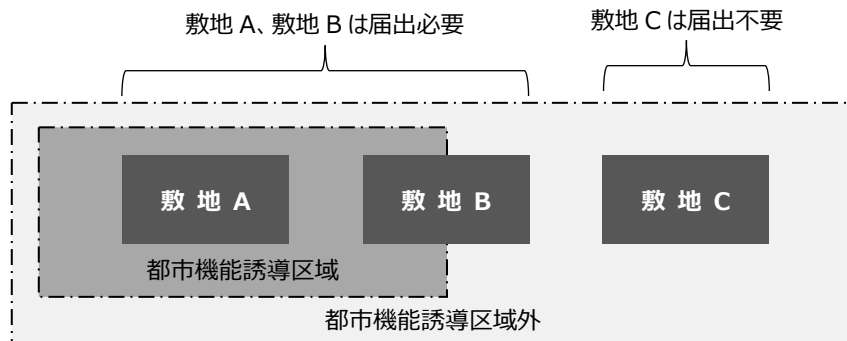 敷地 A、敷地 B は届出必要
敷地 C は届出不要
敷 地 A
敷 地 B
敷 地 C
都市機能誘導区域
都市機能誘導区域外